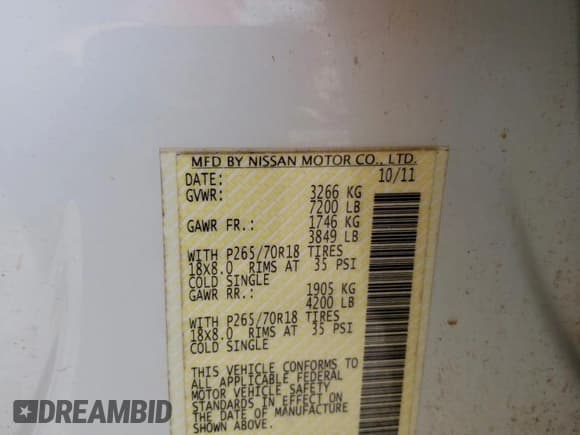 MFD BY NISSAN MOTOR CO., LTD.
DATE: 10/11
GVWR: 3266 KG
7200 LB
GAWR FR.: 1746 KG
3849 LB
WITH P265/70R18 TIRES
18X8.0 RIMS AT 35 PSI
COLD SINGLE
GAWR RR.: 1905 KG
4200 LB
WITH P265/70R18 TIRES
18X8.0 RIMS AT 35 PSI
COLD SINGLE
THIS VEHICLE CONFORMS TO
ALL APPLICABLE FEDERAL
MOTOR VEHICLE SAFETY
STANDARDS IN EFFECT ON
THE DATE OF MANUFACTURE
SHOWN ABOVE.
DREAMBID